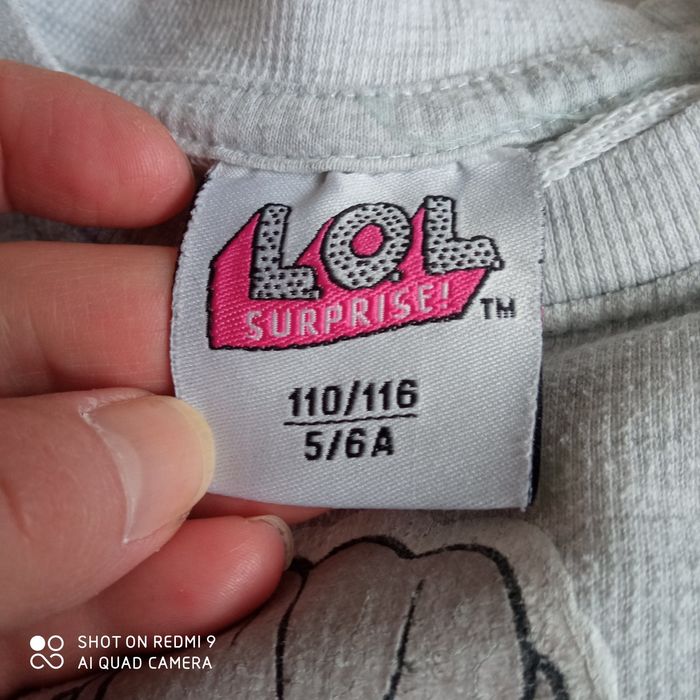 L.O.L.
SURPRISE! ™
110/116
5/6A
SHOT ON REDMI 9
AI QUAD CAMERA